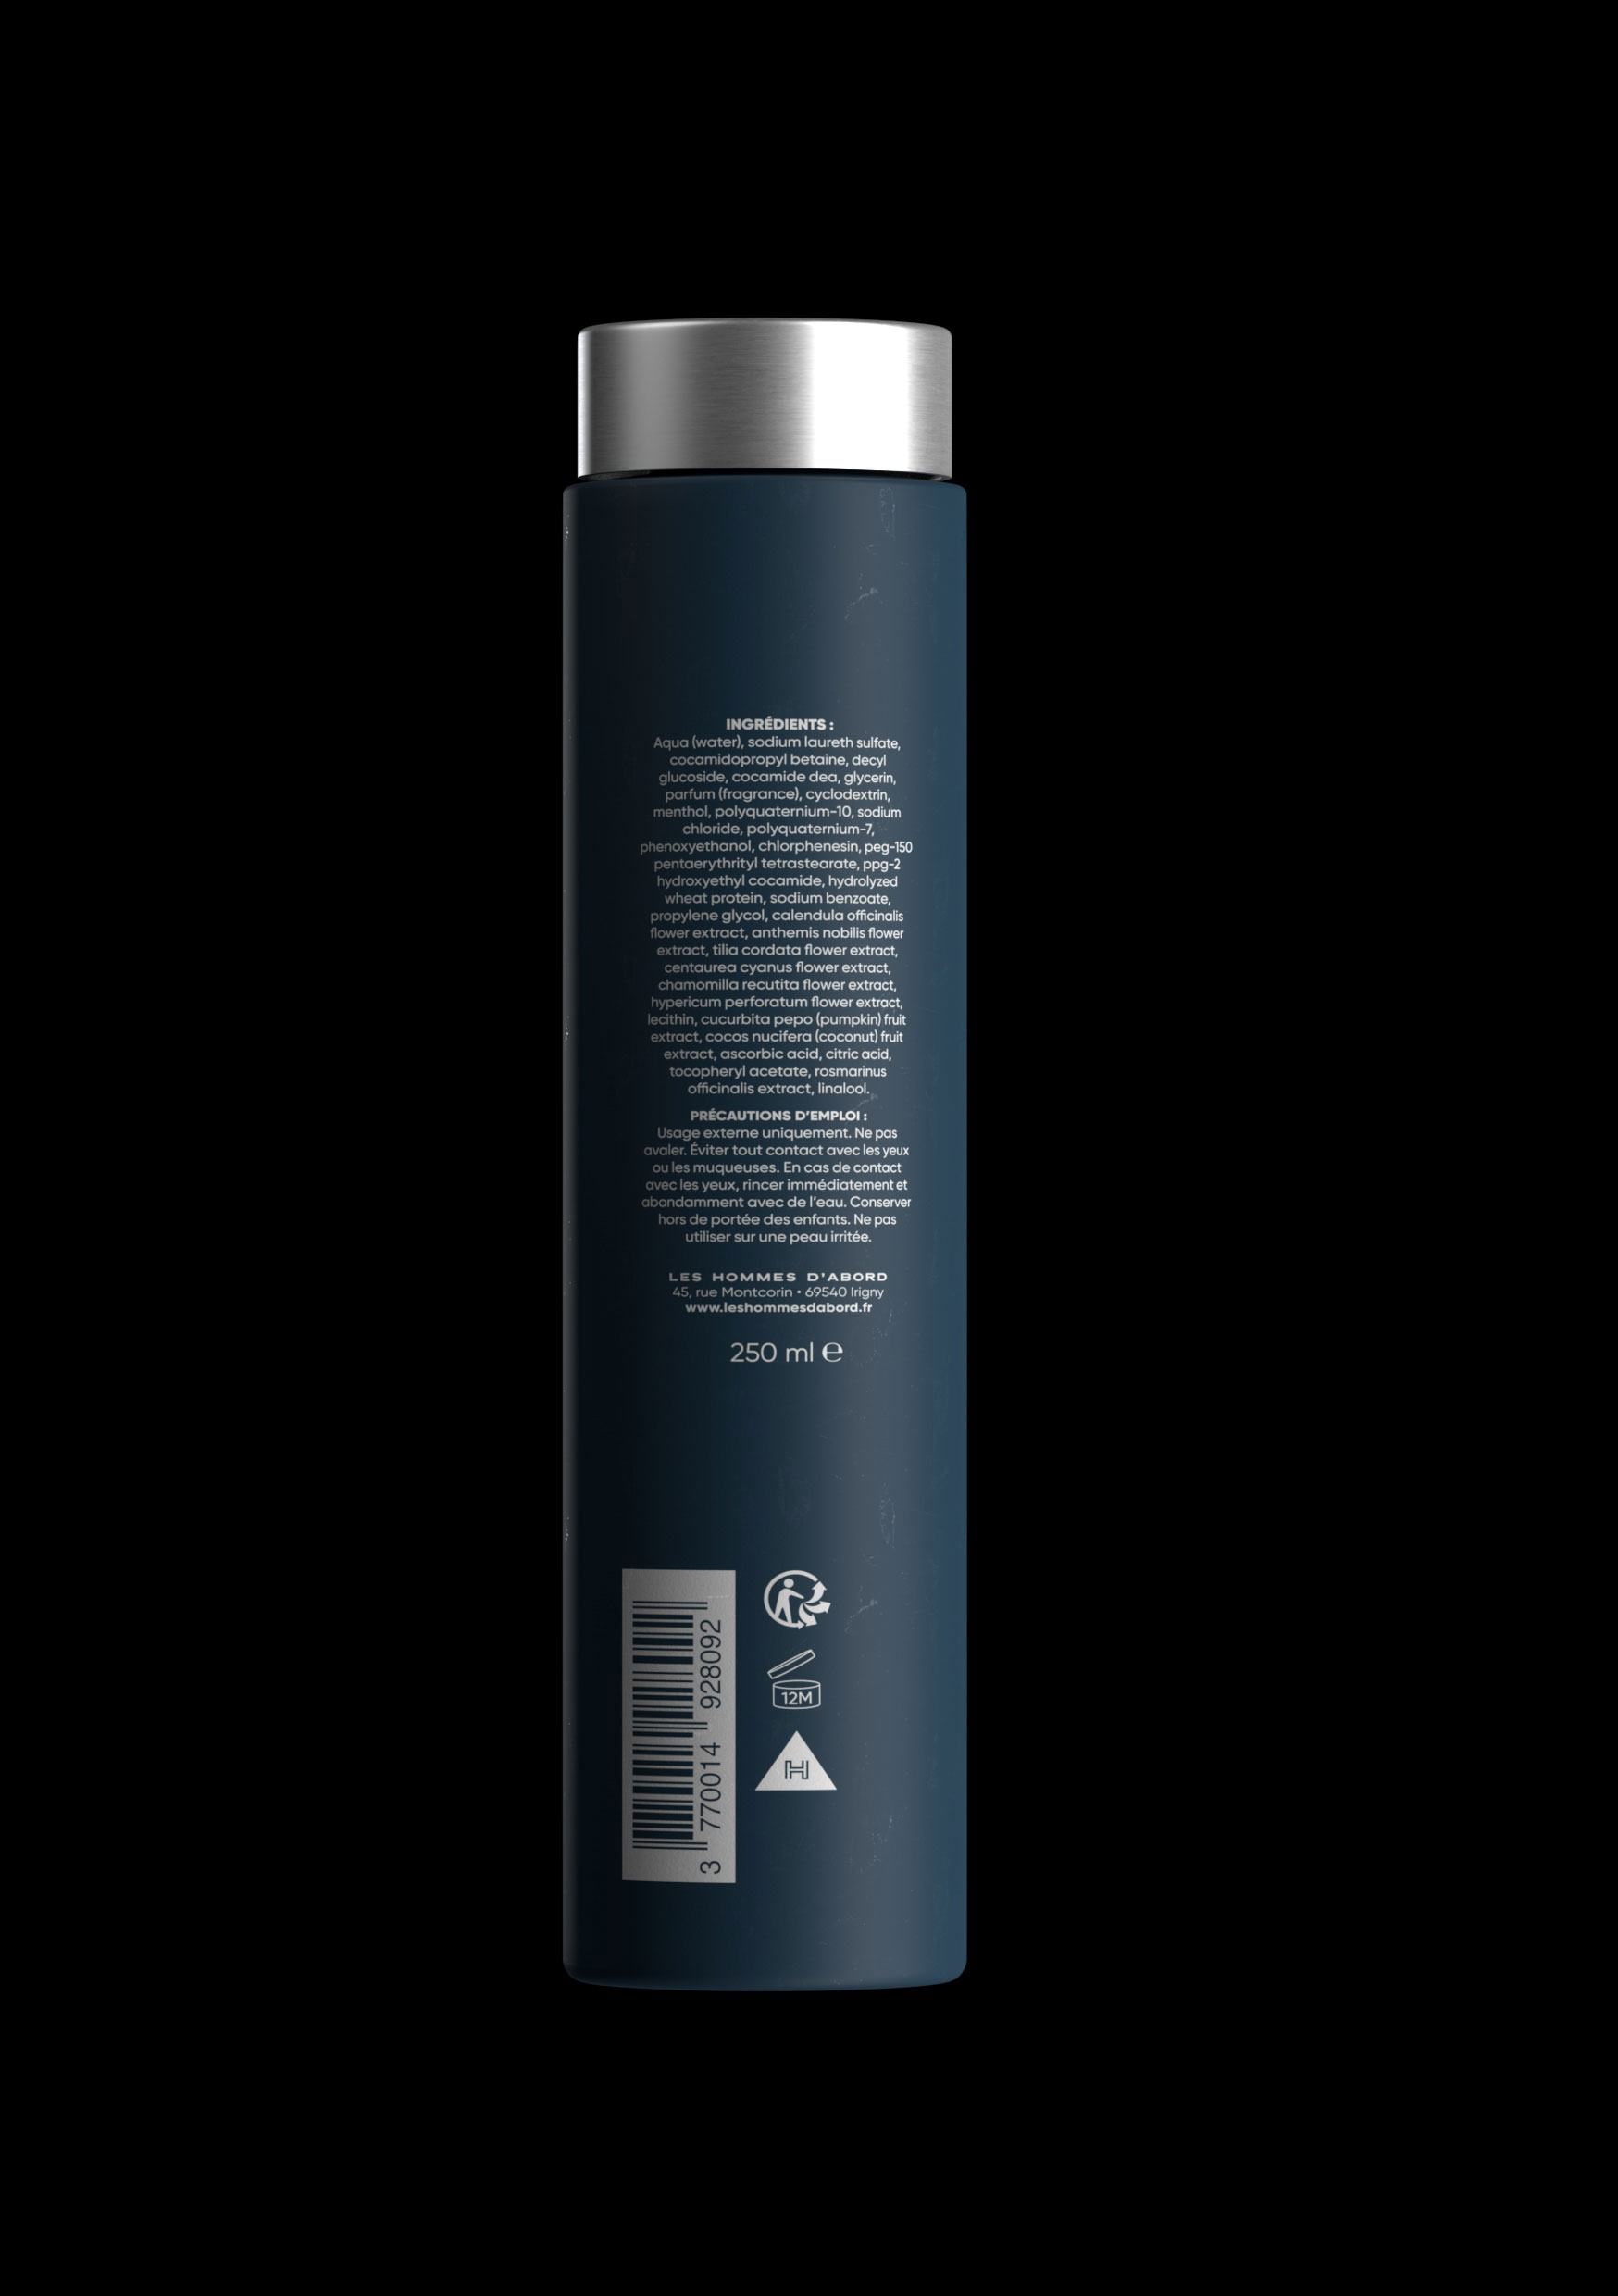 INGRÉDIENTS :
Aqua (water), sodium laureth sulfate,
cocamidopropyl betaine, decyl
glucoside, cocamide dea, glycerin,
parfum (fragrance), cyclodextrin,
menthol, polyquaternium-10, sodium
chloride, polyquaternium-7,
phenoxyethanol, chlorphenesin, peg-150
pentaerythrityl tetrastearate, ppg-2
hydroxyethyl cocamide, hydrolyzed
wheat protein, sodium benzoate,
propylene glycol, calendula officinalis
flower extract, anthemis nobilis flower
extract, tilia cordata flower extract,
centaurea cyanus flower extract,
chamomilla recutita flower extract,
hypericum perforatum flower extract,
lecithin, cucurbita pepo (pumpkin) fruit
extract, cocos nucifera (coconut) fruit
extract, ascorbic acid, citric acid,
tocopheryl acetate, rosmarinus
officinalis extract, linalool.
PRÉCAUTIONS D'EMPLOI :
Usage externe uniquement. Ne pas
avaler. Éviter tout contact avec les yeux
ou les muqueuses. En cas de contact
avec les yeux, rincer immédiatement et
abondamment avec de l'eau. Conserver
hors de portée des enfants. Ne pas
utiliser sur une peau irritée.
LES HOMMES D'ABORD
45, rue Montcorin • 69540 Irigny
www.leshommesdabord.fr
250 ml ℮
3 770014 928092
12M
H